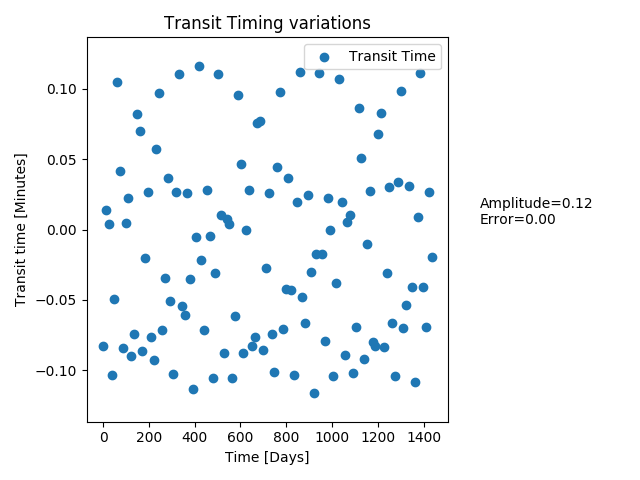 Transit Timing variations
Transit Time
0.10
0.05
0.00
−0.05
−0.10
Transit time [Minutes]
0 200 400 600 800 1000 1200 1400
Time [Days]
Amplitude=0.12
Error=0.00